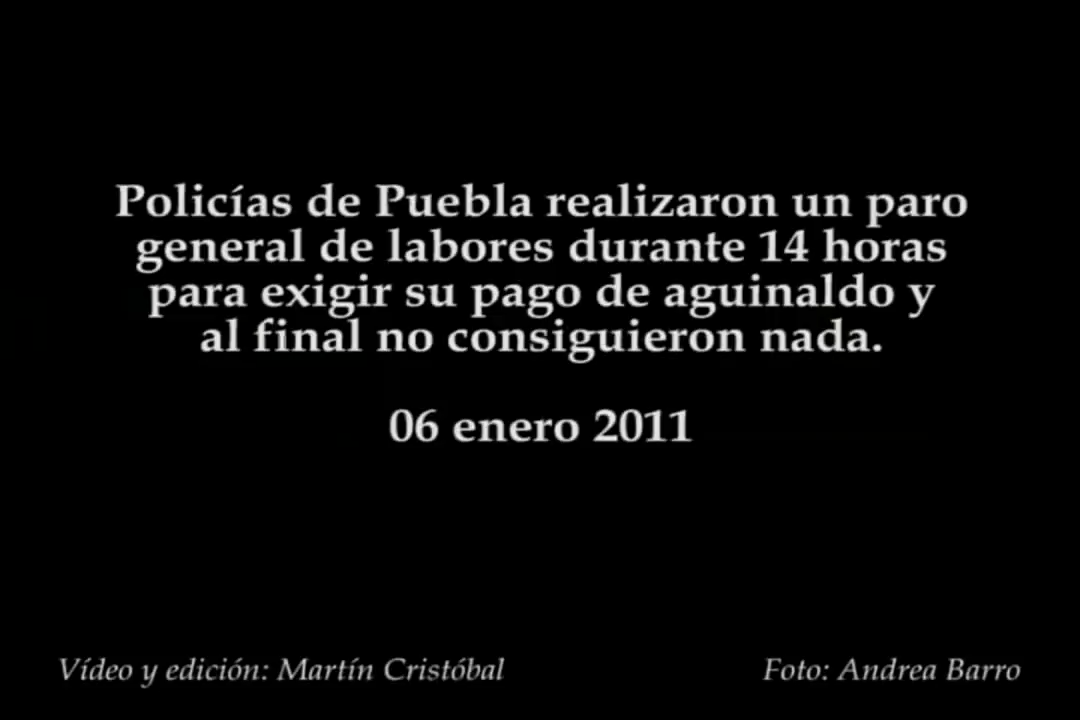 Policías de Puebla realizaron un paro
general de labores durante 14 horas
para exigir su pago de aguinaldo y
al final no consiguieron nada.
06 enero 2011
Vídeo y edición: Martín Cristóbal
Foto: Andrea Barro